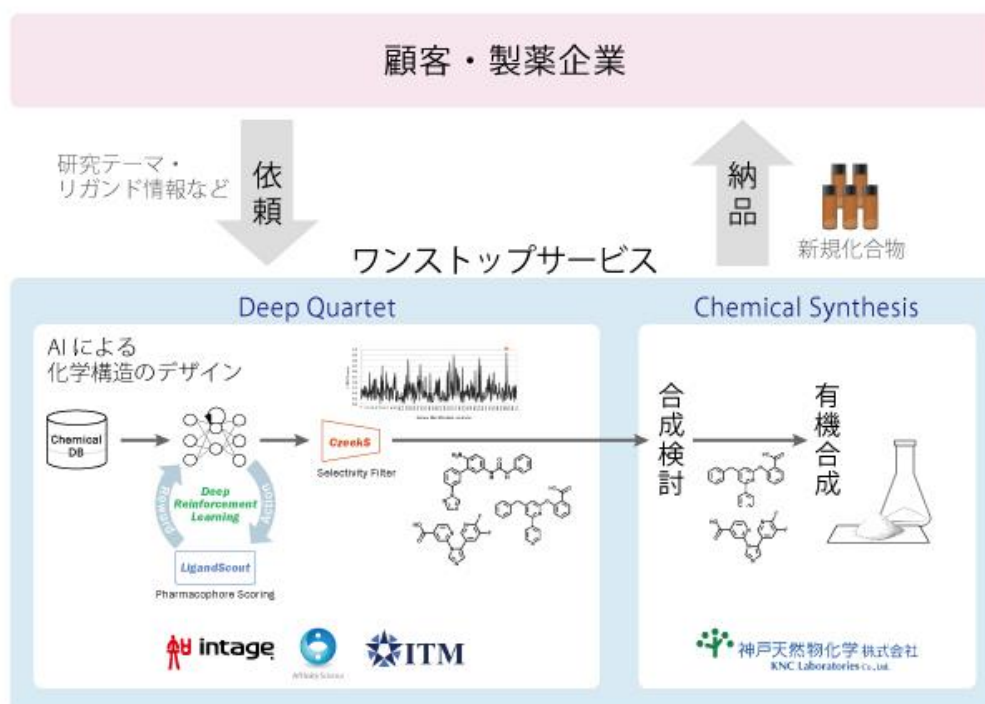 顧客・製薬企業
研究テーマ・
リガンド情報など
依頼
納品
新規化合物
ワンストップサービス
Deep Quartet
Chemical Synthesis
AIによる
化学構造のデザイン
Chemical
DB
CzeekS
Selectivity Filter
Deep
Reinforcement
Learning
Reward
Action
LigandScout
Pharmacophore Scoring
合成検討
有機合成
intage
Affinity Science
ITM
神戸天然物化学 株式会社
KNC Laboratories Co., Ltd.